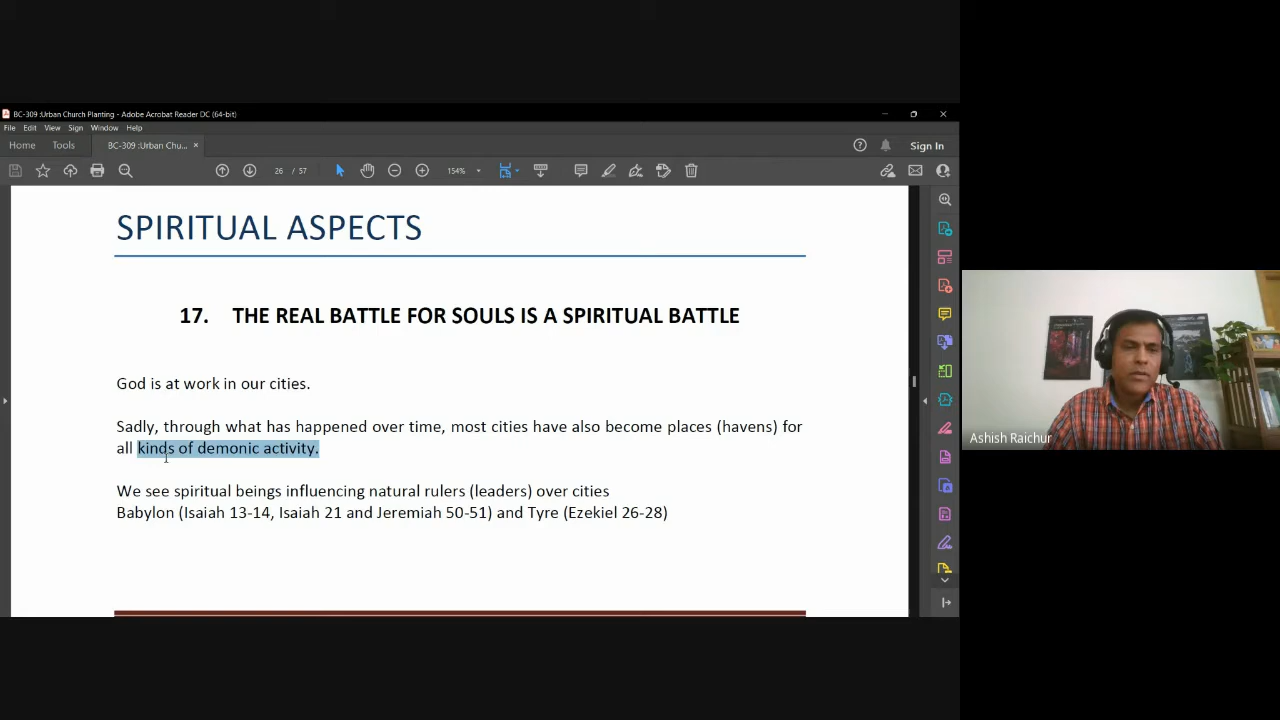 BC-309 :Urban Church Planting - Adobe Acrobat Reader DC (64-bit)
File Edit View Sign Window Help
Home Tools BC-309 :Urban Chu... × Sign In
26 / 57 154%
SPIRITUAL ASPECTS
17. THE REAL BATTLE FOR SOULS IS A SPIRITUAL BATTLE
God is at work in our cities.
Sadly, through what has happened over time, most cities have also become places (havens) for
all kinds of demonic activity.
We see spiritual beings influencing natural rulers (leaders) over cities
Babylon (Isaiah 13-14, Isaiah 21 and Jeremiah 50-51) and Tyre (Ezekiel 26-28)
Ashish Raichur